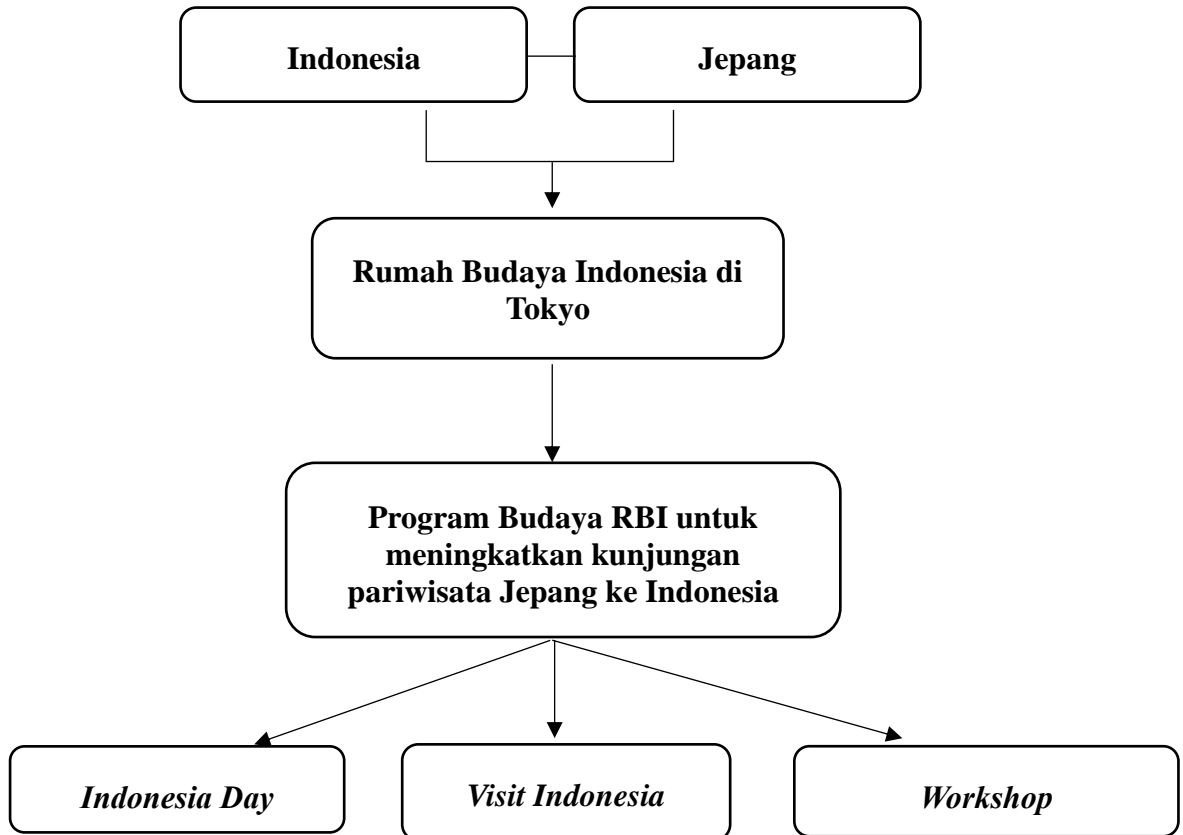 Indonesia
Jepang
Rumah Budaya Indonesia di
Tokyo
Program Budaya RBI untuk
meningkatkan kunjungan
pariwisata Jepang ke Indonesia
Indonesia Day
Visit Indonesia
Workshop